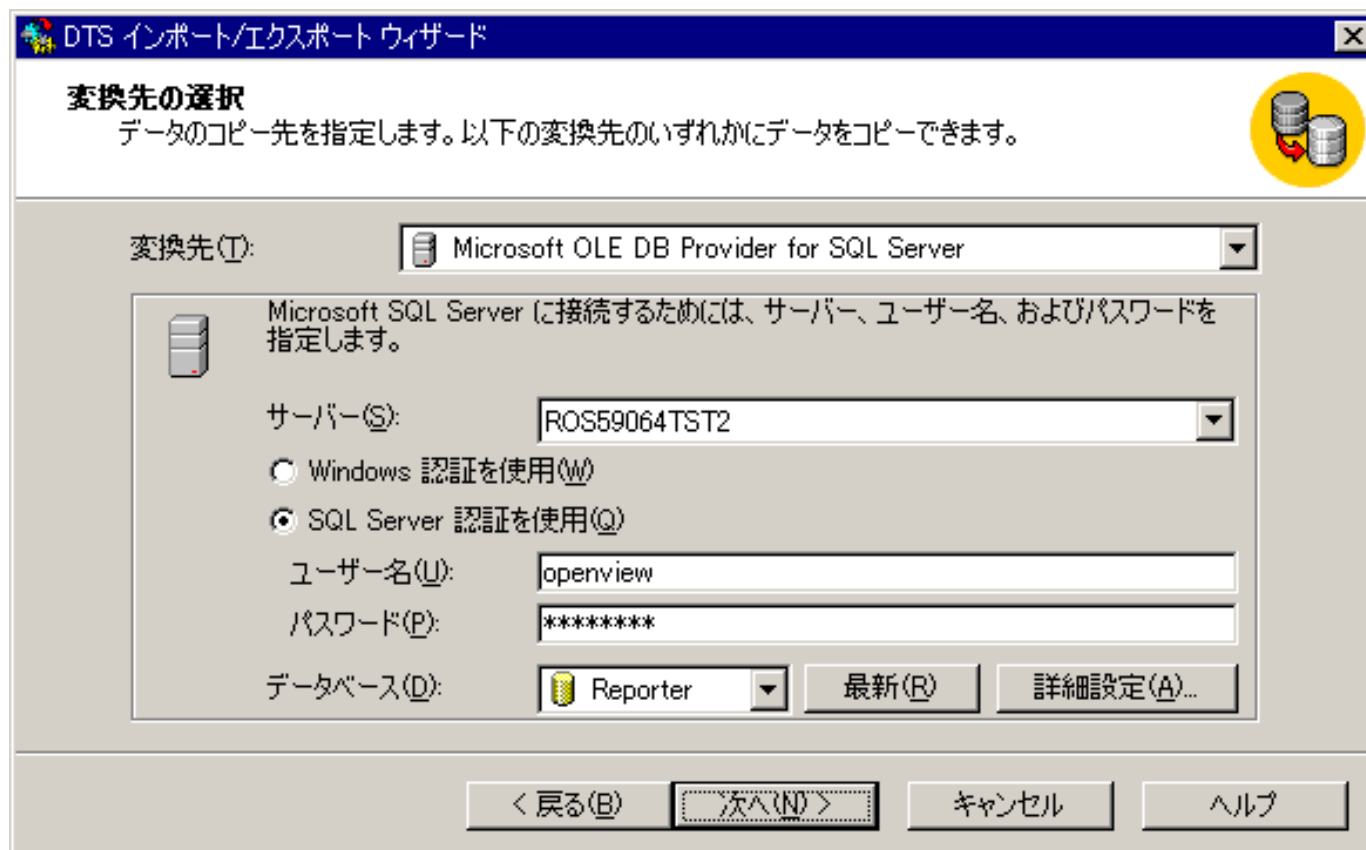 DTS インポート/エクスポート ウィザード
変換先の選択
データのコピー先を指定します。以下の変換先のいずれかにデータをコピーできます。
変換先(T):
Microsoft OLE DB Provider for SQL Server
Microsoft SQL Server に接続するためには、サーバー、ユーザー名、およびパスワードを
指定します。
サーバー(S):
ROS59064TST2
Windows 認証を使用(W)
SQL Server 認証を使用(Q)
ユーザー名(U):
openview
パスワード(P):
********
データベース(D):
Reporter
最新(R)
詳細設定(A)...
< 戻る(B)
次へ(N) >
キャンセル
ヘルプ